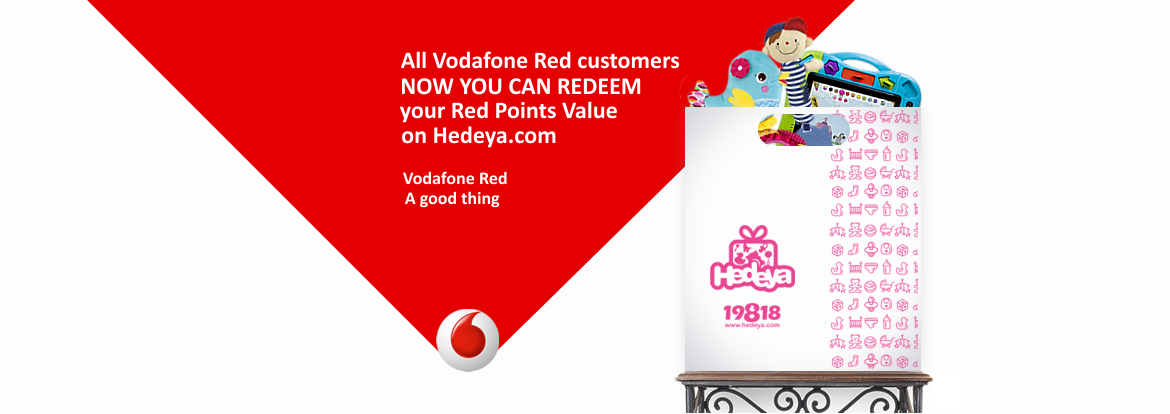 All Vodafone Red customers
NOW YOU CAN REDEEM
your Red Points Value
on Hedeya.com
Vodafone Red
A good thing
Hedeya
19818
www.hedeya.com